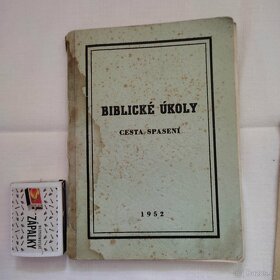 BIBLICKÉ ÚKOLY
CESTA SPASENÍ
1952
ZÁPALKY